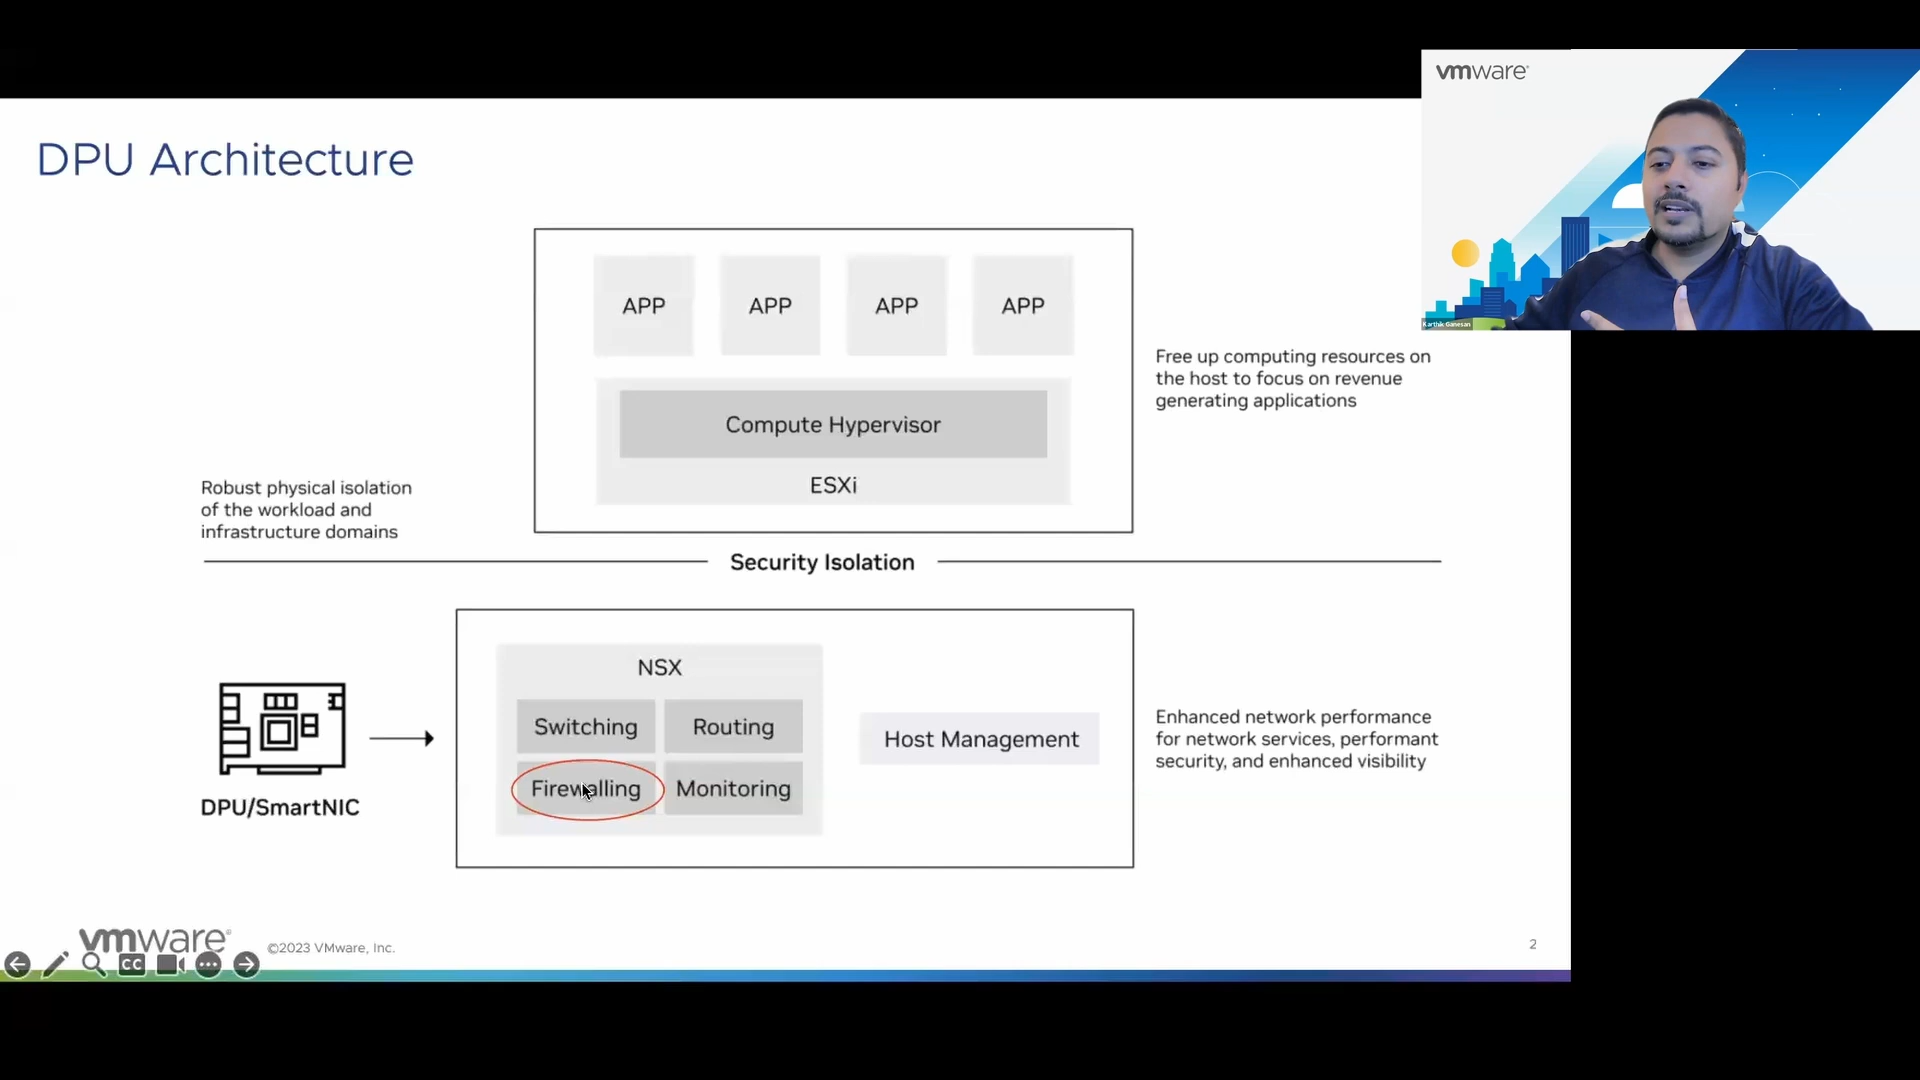 vmware®
Karthik Ganesan
DPU Architecture
APP
APP
APP
APP
Compute Hypervisor
ESXi
Free up computing resources on
the host to focus on revenue
generating applications
Robust physical isolation
of the workload and
infrastructure domains
Security Isolation
NSX
Switching
Routing
Firewalling
Monitoring
Host Management
DPU/SmartNIC
Enhanced network performance
for network services, performant
security, and enhanced visibility
vmware®
©2023 VMware, Inc.
2
CC